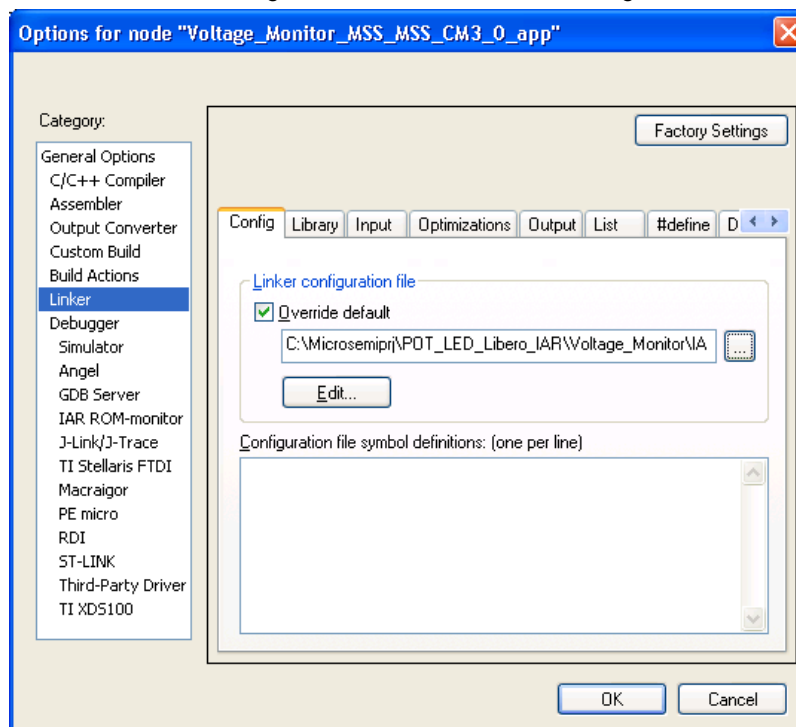 Options for node "Voltage_Monitor_MSS_MSS_CM3_0_app"
Category:
Factory Settings
General Options
C/C++ Compiler
Assembler
Output Converter
Custom Build
Build Actions
Linker
Debugger
Simulator
Angel
GDB Server
IAR ROM-monitor
J-Link/J-Trace
TI Stellaris FTDI
Macraigor
PE micro
RDI
ST-LINK
Third-Party Driver
TI XDS100
Config Library Input Optimizations Output List #define D
Linker configuration file
Override default
C:\Microsemiprj\POT_LED_Libero_IAR\Voltage_Monitor\IA
...
Edit...
Configuration file symbol definitions: (one per line)
OK Cancel